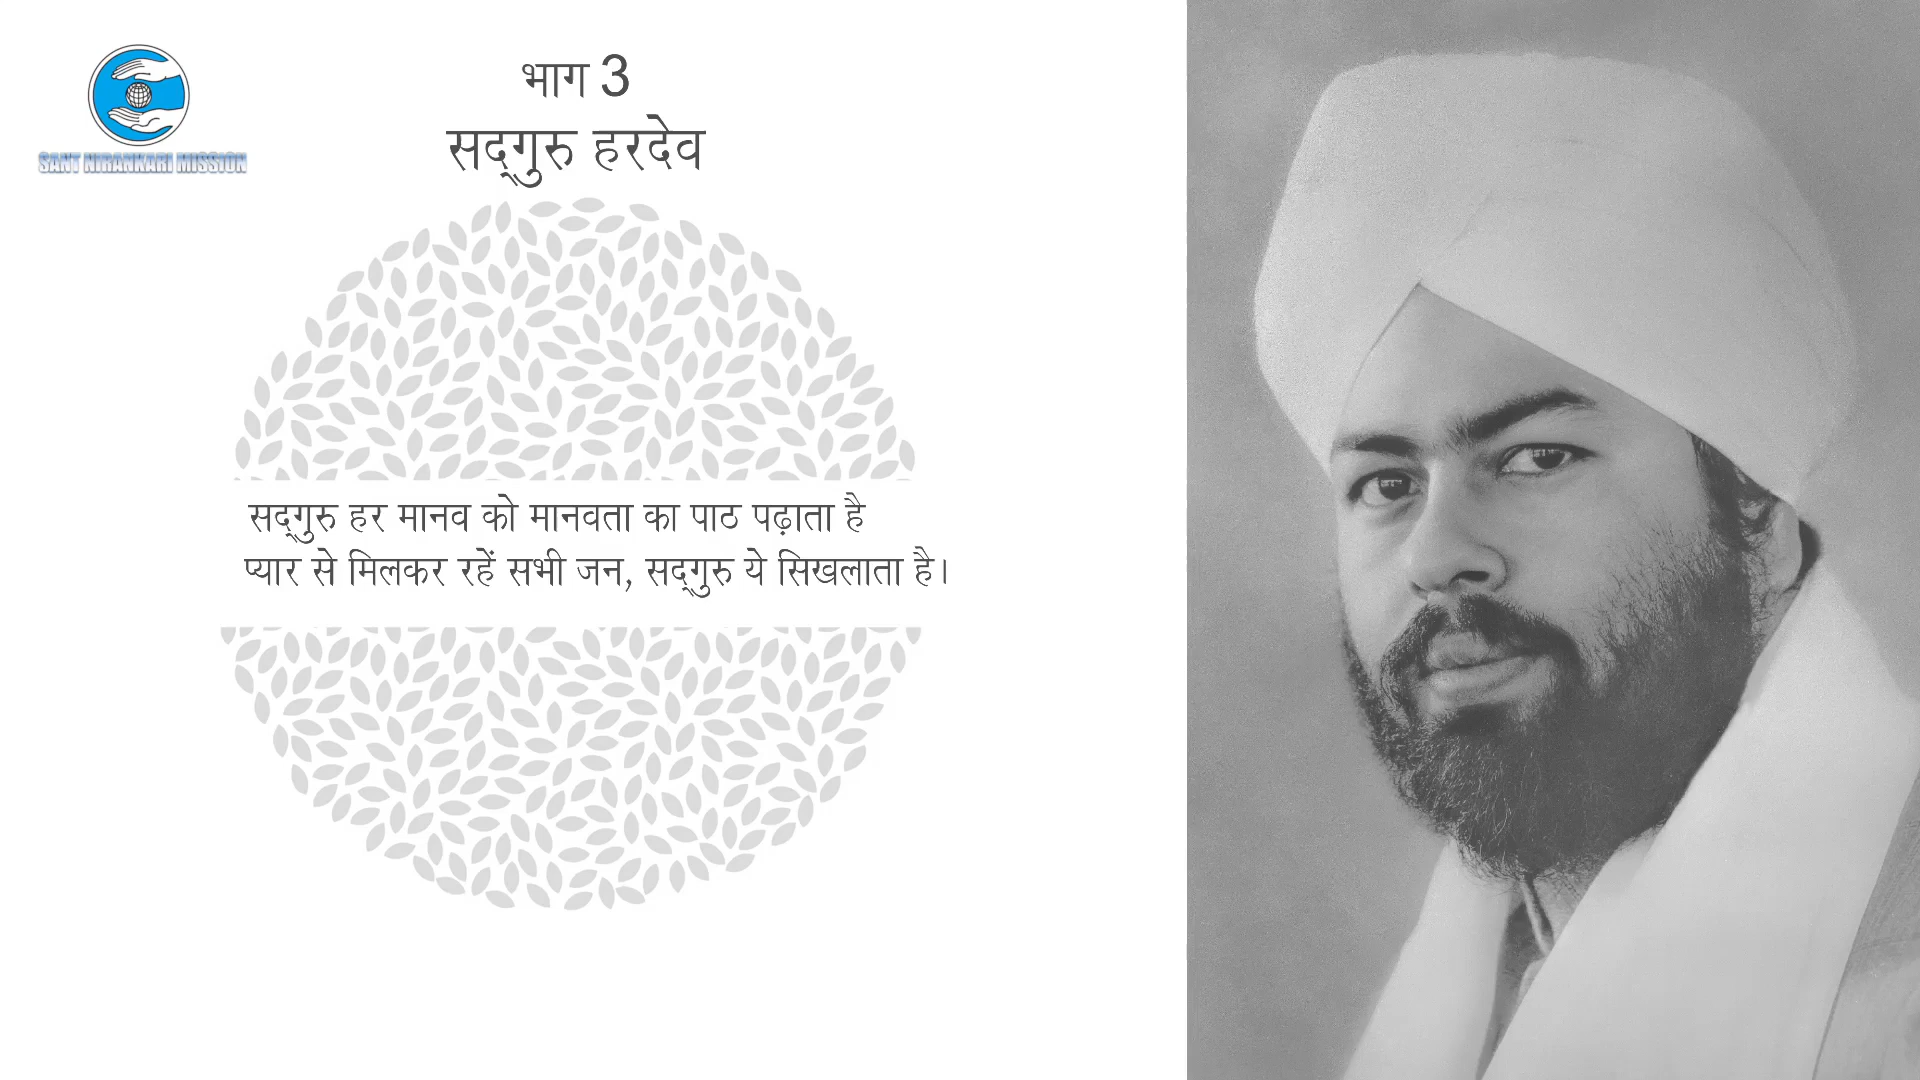 SANT NIRANKARI MISSION
भाग 3
सद्गुरु हरदेव
सद्गुरु हर मानव को मानवता का पाठ पढ़ाता है
प्यार से मिलकर रहें सभी जन, सद्गुरु ये सिखलाता है।